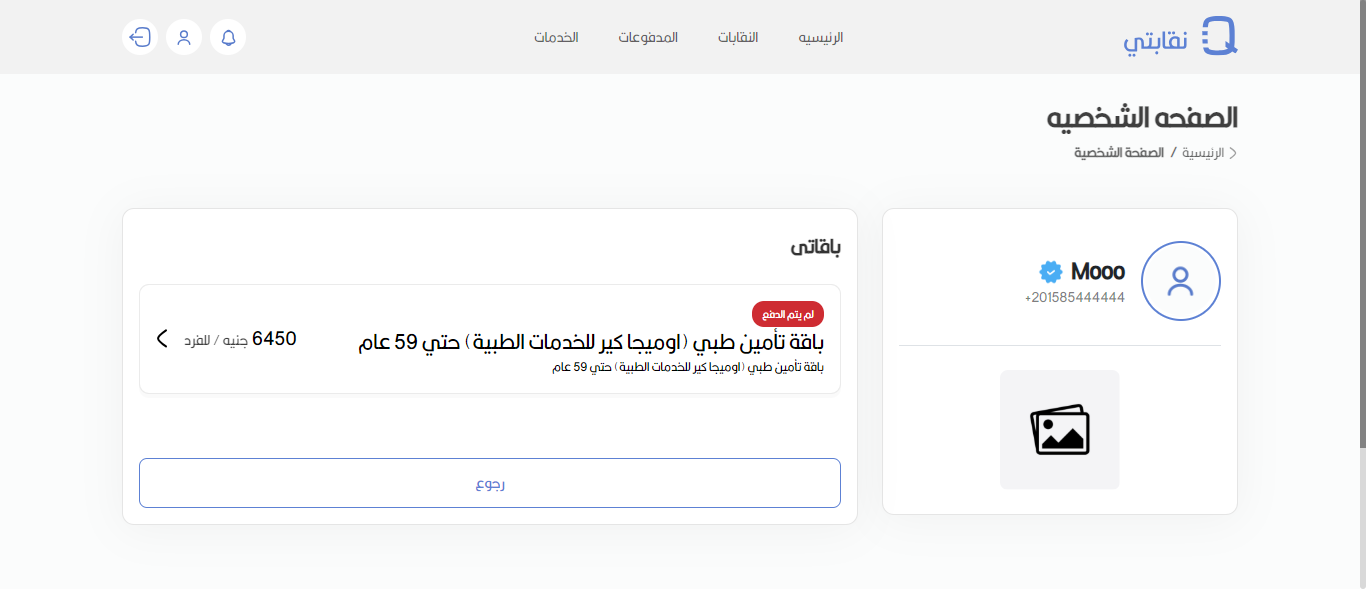 نقابتي
الرئيسيه
النقابات
المدفوعات
الخدمات
الصفحه الشخصيه
الرئيسية / الصفحة الشخصية
Mooo
+201585444444
باقاتى
لم يتم الدفع
باقة تأمين طبي (اوميجا كير للخدمات الطبية) حتي 59 عام
باقة تأمين طبي (اوميجا كير للخدمات الطبية) حتي 59 عام
6450 جنيه / للفرد
رجوع